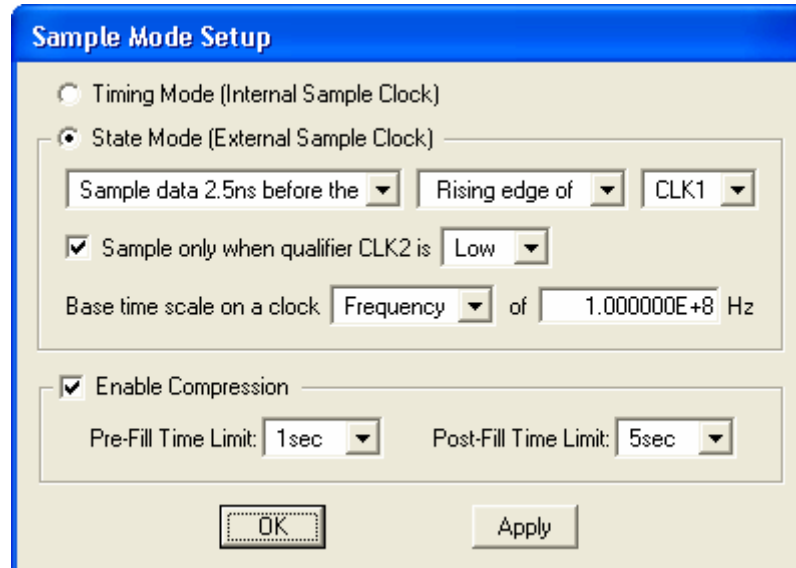 Sample Mode Setup
Timing Mode (Internal Sample Clock)
State Mode (External Sample Clock)
Sample data 2.5ns before the Rising edge of CLK1
Sample only when qualifier CLK2 is Low
Base time scale on a clock Frequency of 1.000000E+8 Hz
Enable Compression
Pre-Fill Time Limit: 1sec Post-Fill Time Limit: 5sec
OK Apply